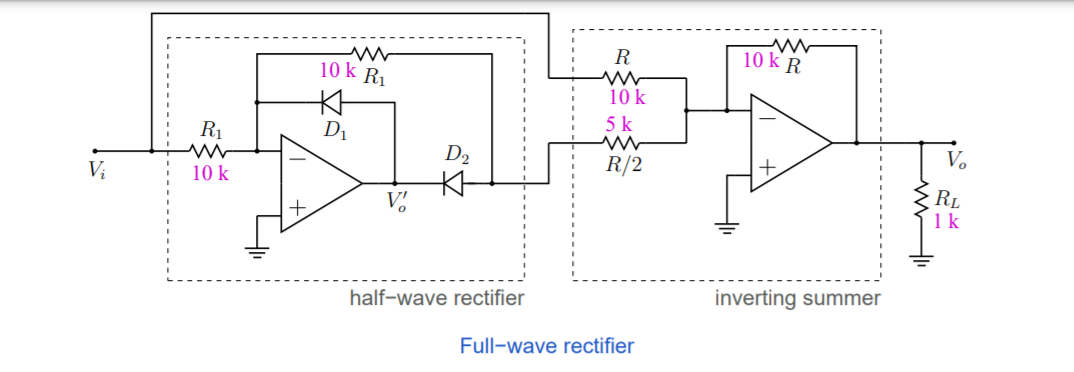 R
10 k R₁
10 k R
10 k
R₁
D₁
5 k
D₂
−
−
Vᵢ
10 k
R/2
+
Vₒ
+
Vₒ′
R_L
1 k
half−wave rectifier
inverting summer
Full−wave rectifier